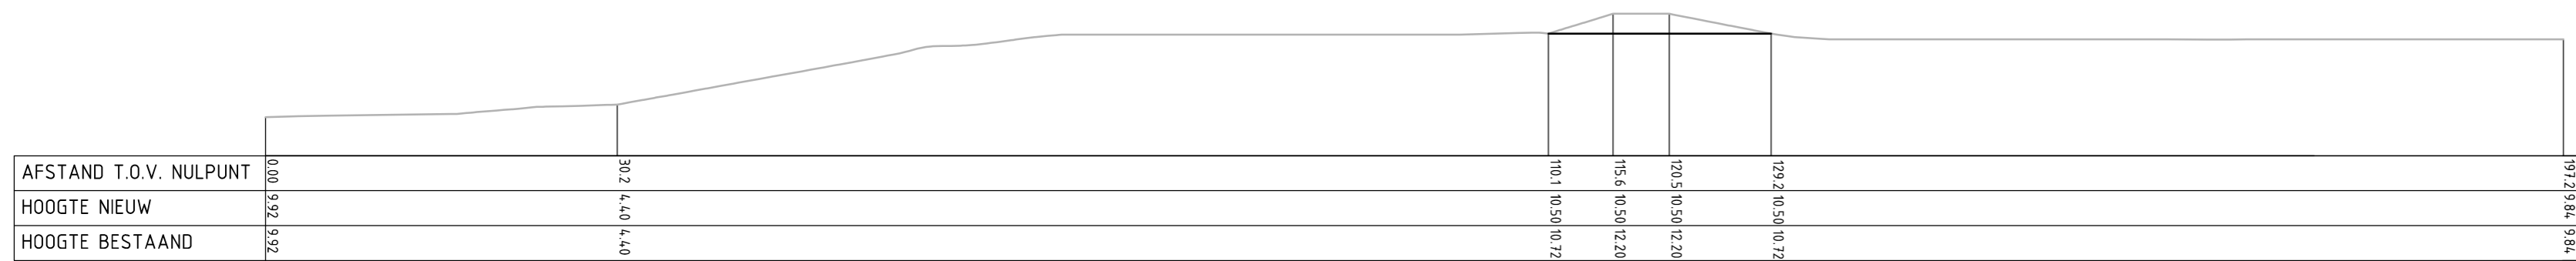 AFSTAND T.O.V. NULPUNT 0.00 30.2 110.1 115.6 120.5 129.2 197.2
HOOGTE NIEUW 9.92 4.40 10.50 10.50 10.50 10.50 9.84
HOOGTE BESTAAND 9.92 4.40 10.72 12.20 12.20 10.72 9.84